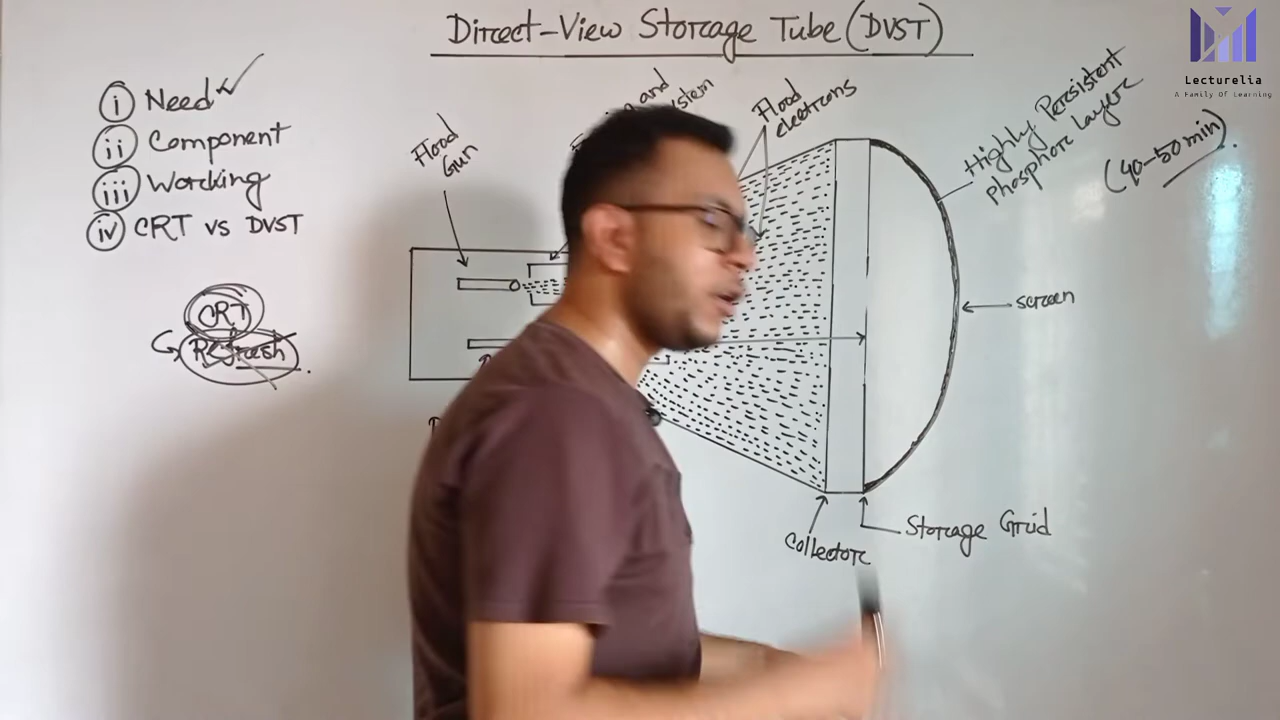 Direct-View Storage Tube (DVST)
Lecturelia
A Family Of Learning
(i) Need ✓
(ii) Component
(iii) Working
(iv) CRT vs DVST
CRT
Refresh
Flood
Gun
and
Flood
electrons
Highly Persistent
phosphor Layer
(40-50 min).
screen
Storage Grid
Collector